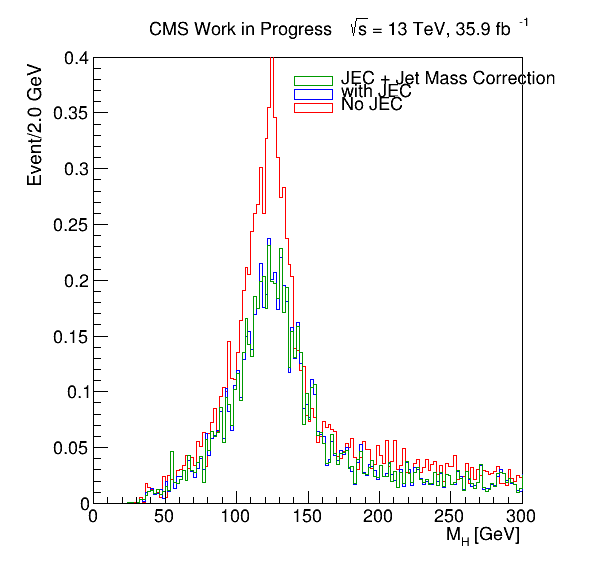 CMS Work in Progress √s = 13 TeV, 35.9 fb -1
Event/2.0 GeV
0.4
0.35
0.3
0.25
0.2
0.15
0.1
0.05
0
JEC + Jet Mass Correction
with JEC
No JEC
0 50 100 150 200 250 300
M_H [GeV]